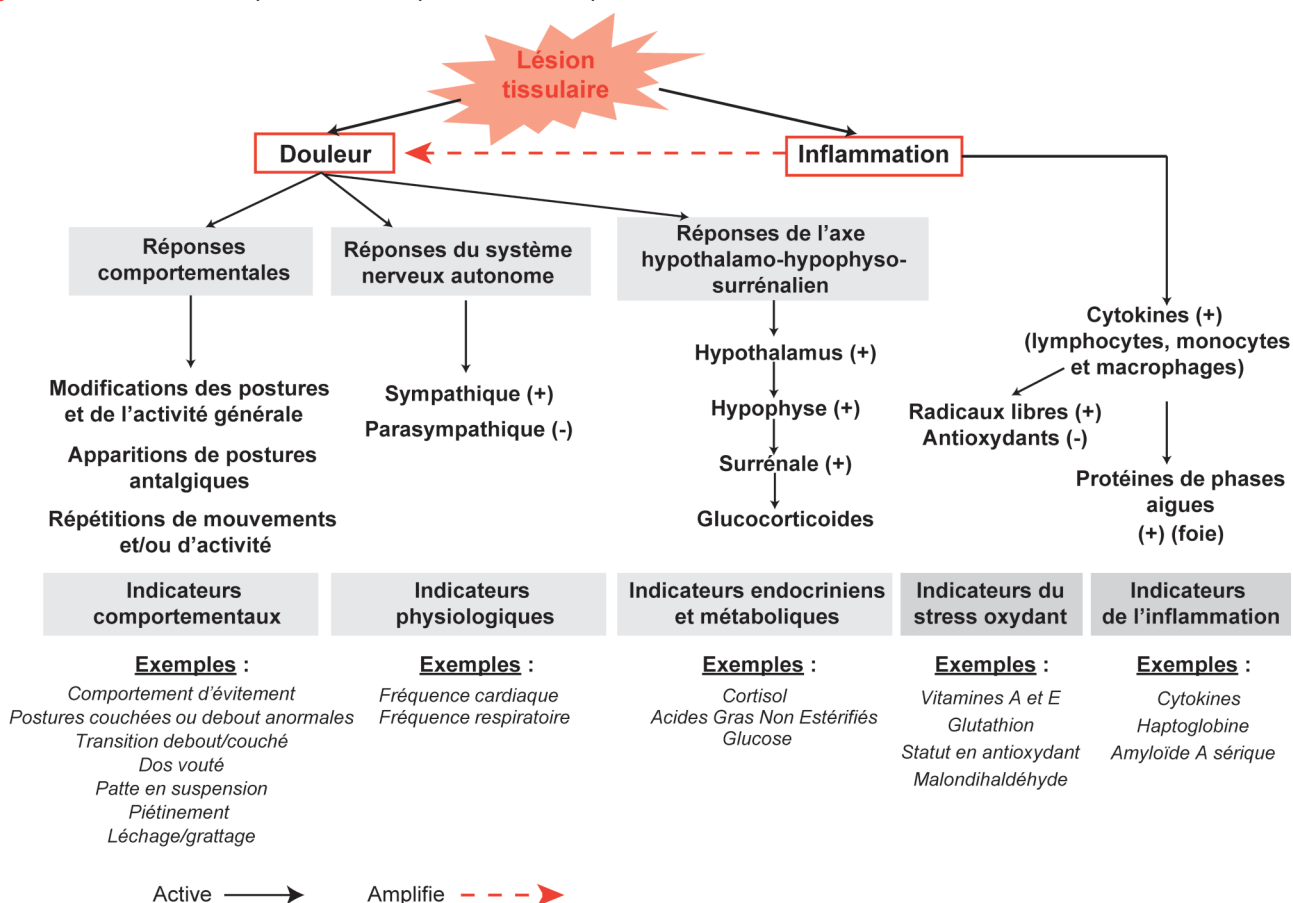 Lésion
tissulaire
Douleur
Inflammation
Réponses
comportementales
Réponses du système
nerveux autonome
Réponses de l'axe
hypothalamo-hypophyso-
surrénalien
Modifications des postures
et de l'activité générale
Apparitions de postures
antalgiques
Répétitions de mouvements
et/ou d'activité
Sympathique (+)
Parasympathique (-)
Hypothalamus (+)
Hypophyse (+)
Surrénale (+)
Glucocorticoides
Cytokines (+)
(lymphocytes, monocytes
et macrophages)
Radicaux libres (+)
Antioxydants (-)
Protéines de phases
aigues
(+) (foie)
Indicateurs
comportementaux
Indicateurs
physiologiques
Indicateurs endocriniens
et métaboliques
Indicateurs du
stress oxydant
Indicateurs
de l'inflammation
Exemples :
Comportement d'évitement
Postures couchées ou debout anormales
Transition debout/couché
Dos vouté
Patte en suspension
Piétinement
Léchage/grattage
Exemples :
Fréquence cardiaque
Fréquence respiratoire
Exemples :
Cortisol
Acides Gras Non Estérifiés
Glucose
Exemples :
Vitamines A et E
Glutathion
Statut en antioxydant
Malondihaldéhyde
Exemples :
Cytokines
Haptoglobine
Amyloïde A sérique
Active
Amplifie